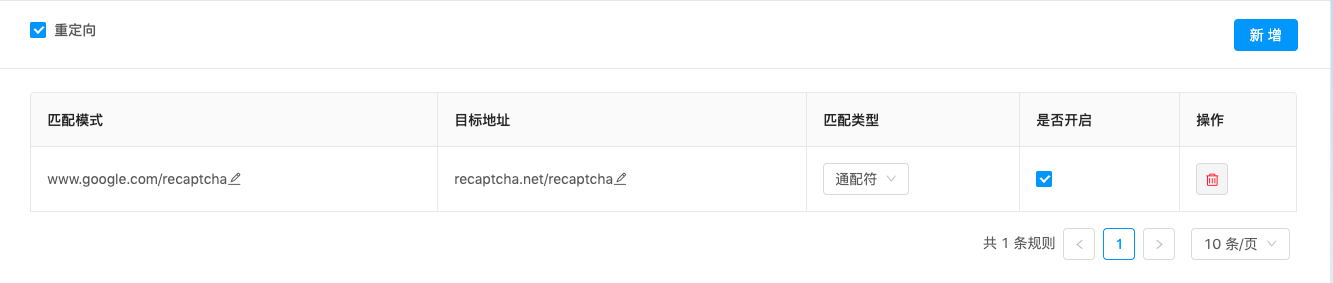 重定向
新 增
匹配模式 目标地址 匹配类型 是否开启 操作
www.google.com/recaptcha recaptcha.net/recaptcha 通配符
共 1 条规则 < 1 > 10 条/页